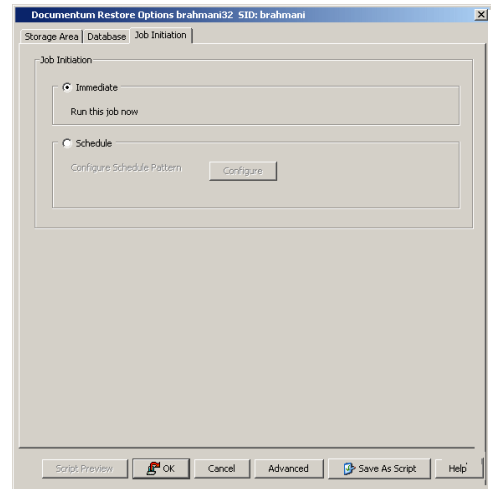 Documentum Restore Options brahmani32 SID: brahmani
Storage Area Database Job Initiation
Job Initiation
Immediate
Run this job now
Schedule
Configure Schedule Pattern Configure
Script Preview OK Cancel Advanced Save As Script Help